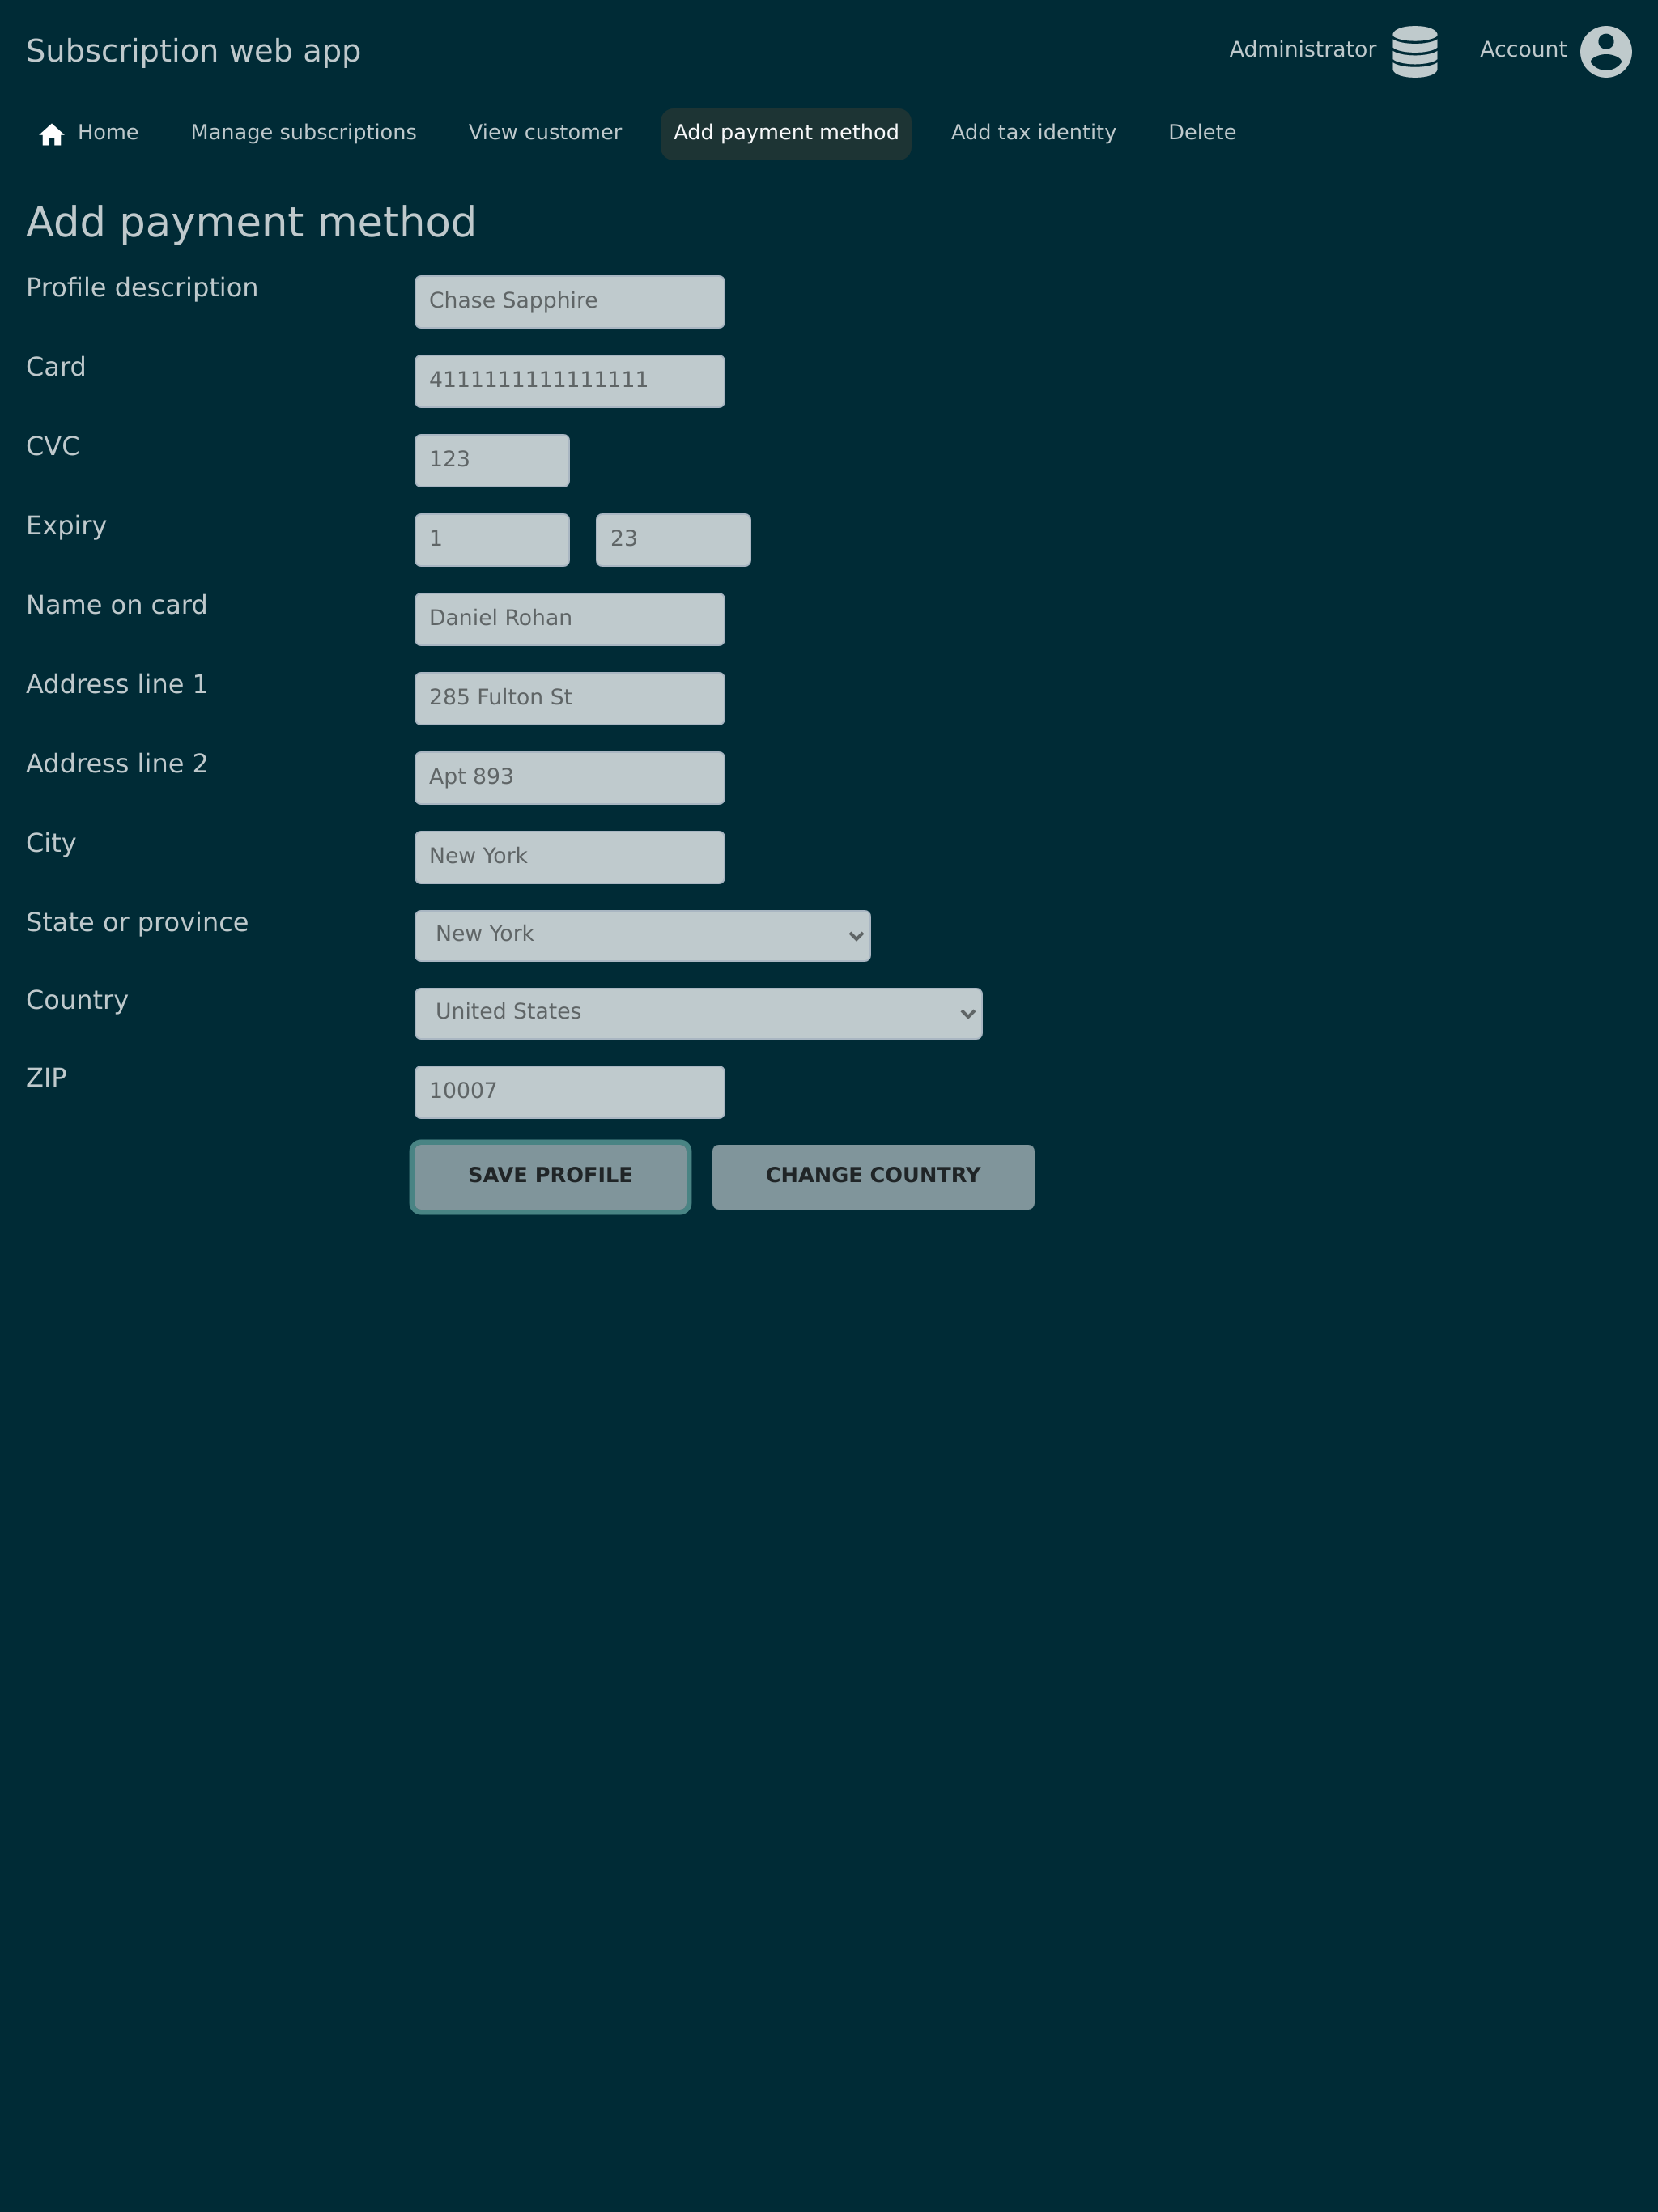 Subscription web app
Administrator
Account
Home Manage subscriptions View customer Add payment method Add tax identity Delete
Add payment method
Profile description Chase Sapphire
Card 4111111111111111
CVC 123
Expiry 1 23
Name on card Daniel Rohan
Address line 1 285 Fulton St
Address line 2 Apt 893
City New York
State or province New York
Country United States
ZIP 10007
SAVE PROFILE CHANGE COUNTRY